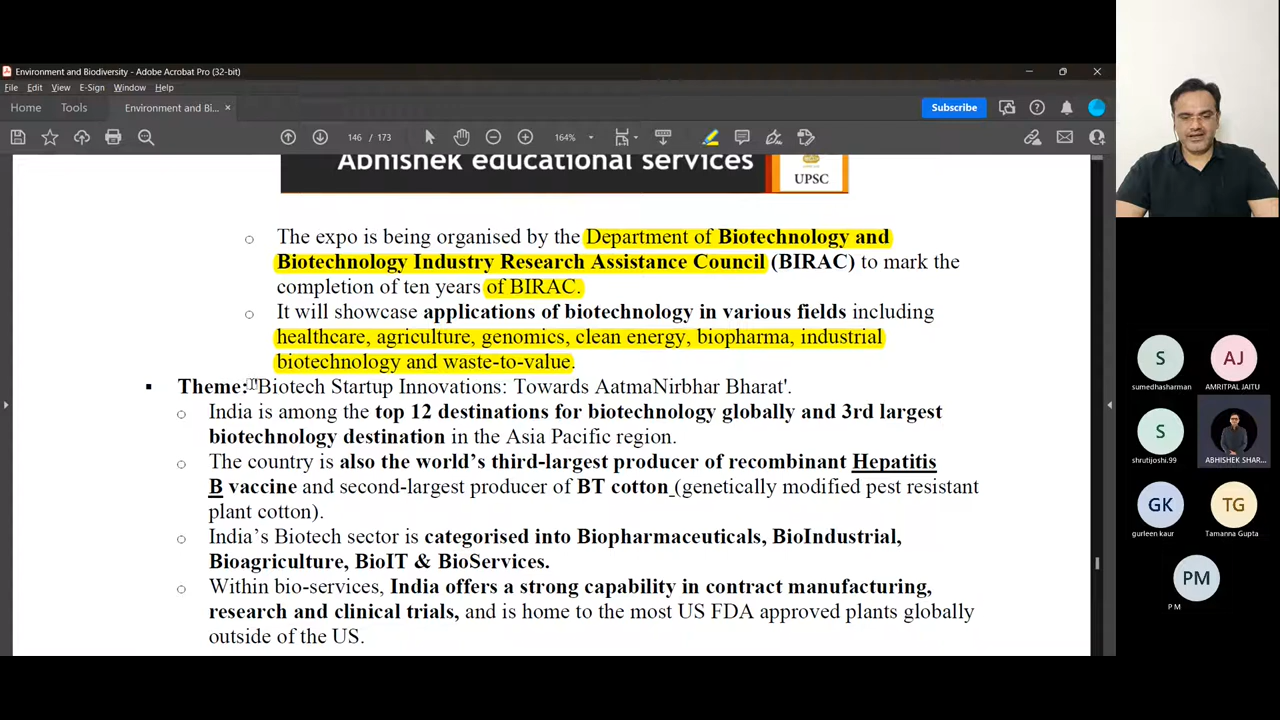 Environment and Biodiversity - Adobe Acrobat Pro (32-bit)
File Edit View E-Sign Window Help
Home Tools Environment and Bi... × Subscribe
146 / 173 164%
Abhishek educational services
UPSC
○ The expo is being organised by the Department of Biotechnology and
Biotechnology Industry Research Assistance Council (BIRAC) to mark the
completion of ten years of BIRAC.
○ It will showcase applications of biotechnology in various fields including
healthcare, agriculture, genomics, clean energy, biopharma, industrial
biotechnology and waste-to-value.
▪ Theme: 'Biotech Startup Innovations: Towards AatmaNirbhar Bharat'.
○ India is among the top 12 destinations for biotechnology globally and 3rd largest
biotechnology destination in the Asia Pacific region.
○ The country is also the world's third-largest producer of recombinant Hepatitis
B vaccine and second-largest producer of BT cotton (genetically modified pest resistant
plant cotton).
○ India's Biotech sector is categorised into Biopharmaceuticals, BioIndustrial,
Bioagriculture, BioIT & BioServices.
○ Within bio-services, India offers a strong capability in contract manufacturing,
research and clinical trials, and is home to the most US FDA approved plants globally
outside of the US.
S
sumedhasharman
AJ
AMRITPAL JAITU
S
shrutijoshi.99
ABHISHEK SHAR...
GK
gurleen kaur
TG
Tamanna Gupta
PM
P M